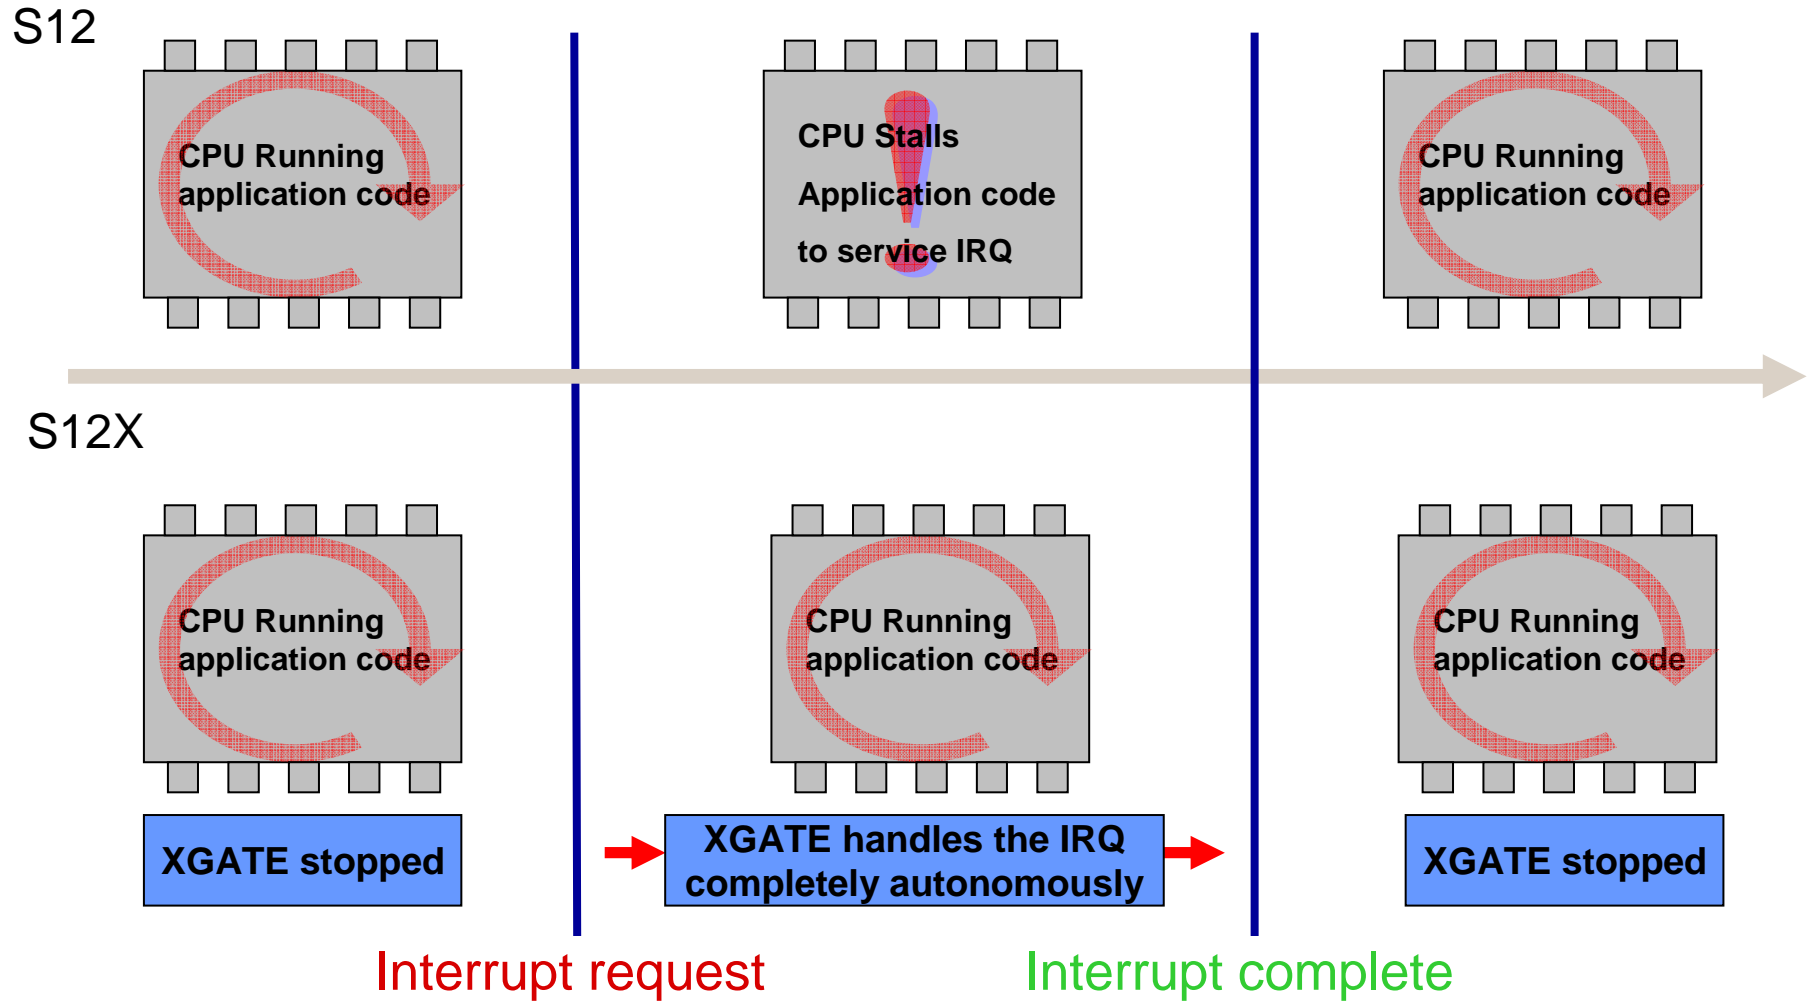 S12
CPU Running
application code
CPU Stalls
Application code
to service IRQ
CPU Running
application code
S12X
CPU Running
application code
CPU Running
application code
CPU Running
application code
XGATE stopped
XGATE handles the IRQ
completely autonomously
XGATE stopped
Interrupt request
Interrupt complete